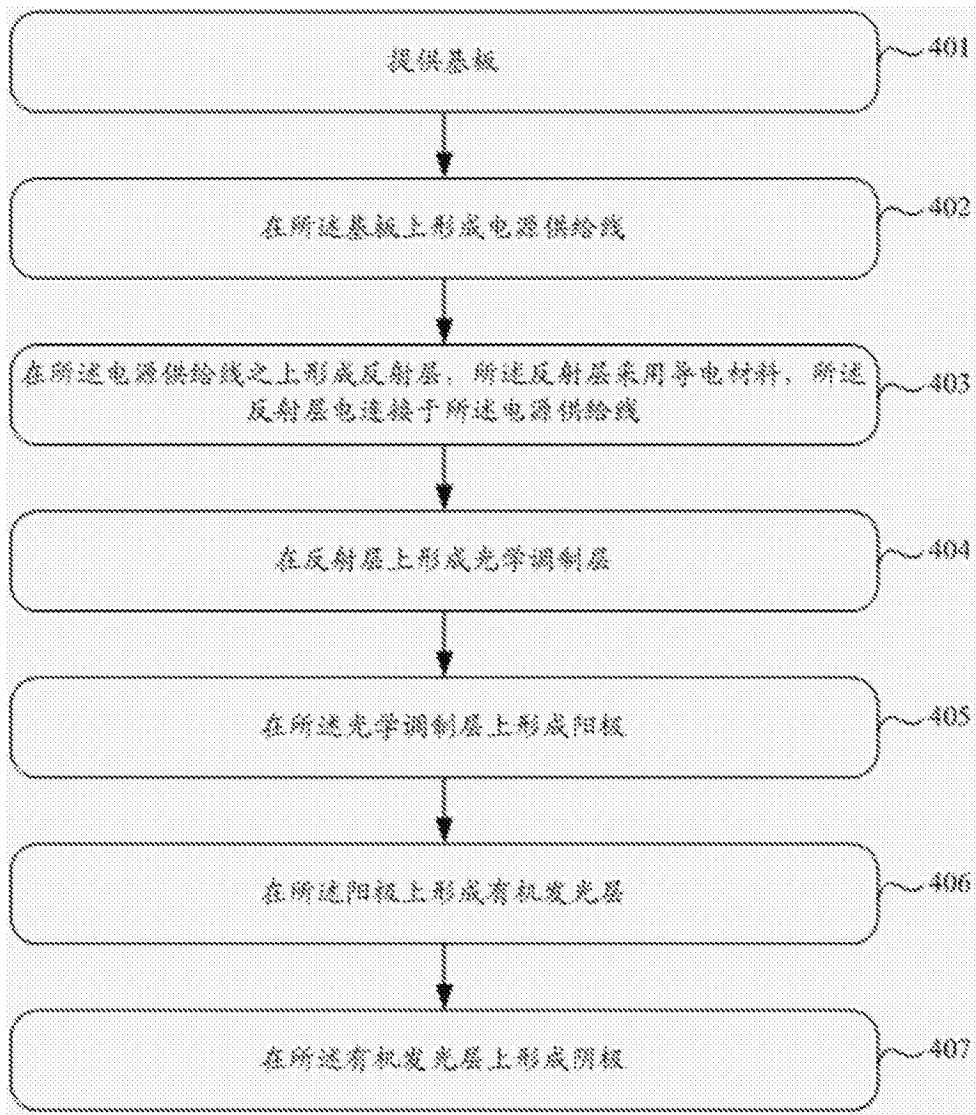 提供基板
401
在所述基板上形成电源供给线
402
在所述电源供给线之上形成反射层，所述反射层采用导电材料，所述
反射层电连接于所述电源供给线
403
在反射层上形成光学调制层
404
在所述光学调制层上形成阳极
405
在所述阳极上形成有机发光层
406
在所述有机发光层上形成阴极
407